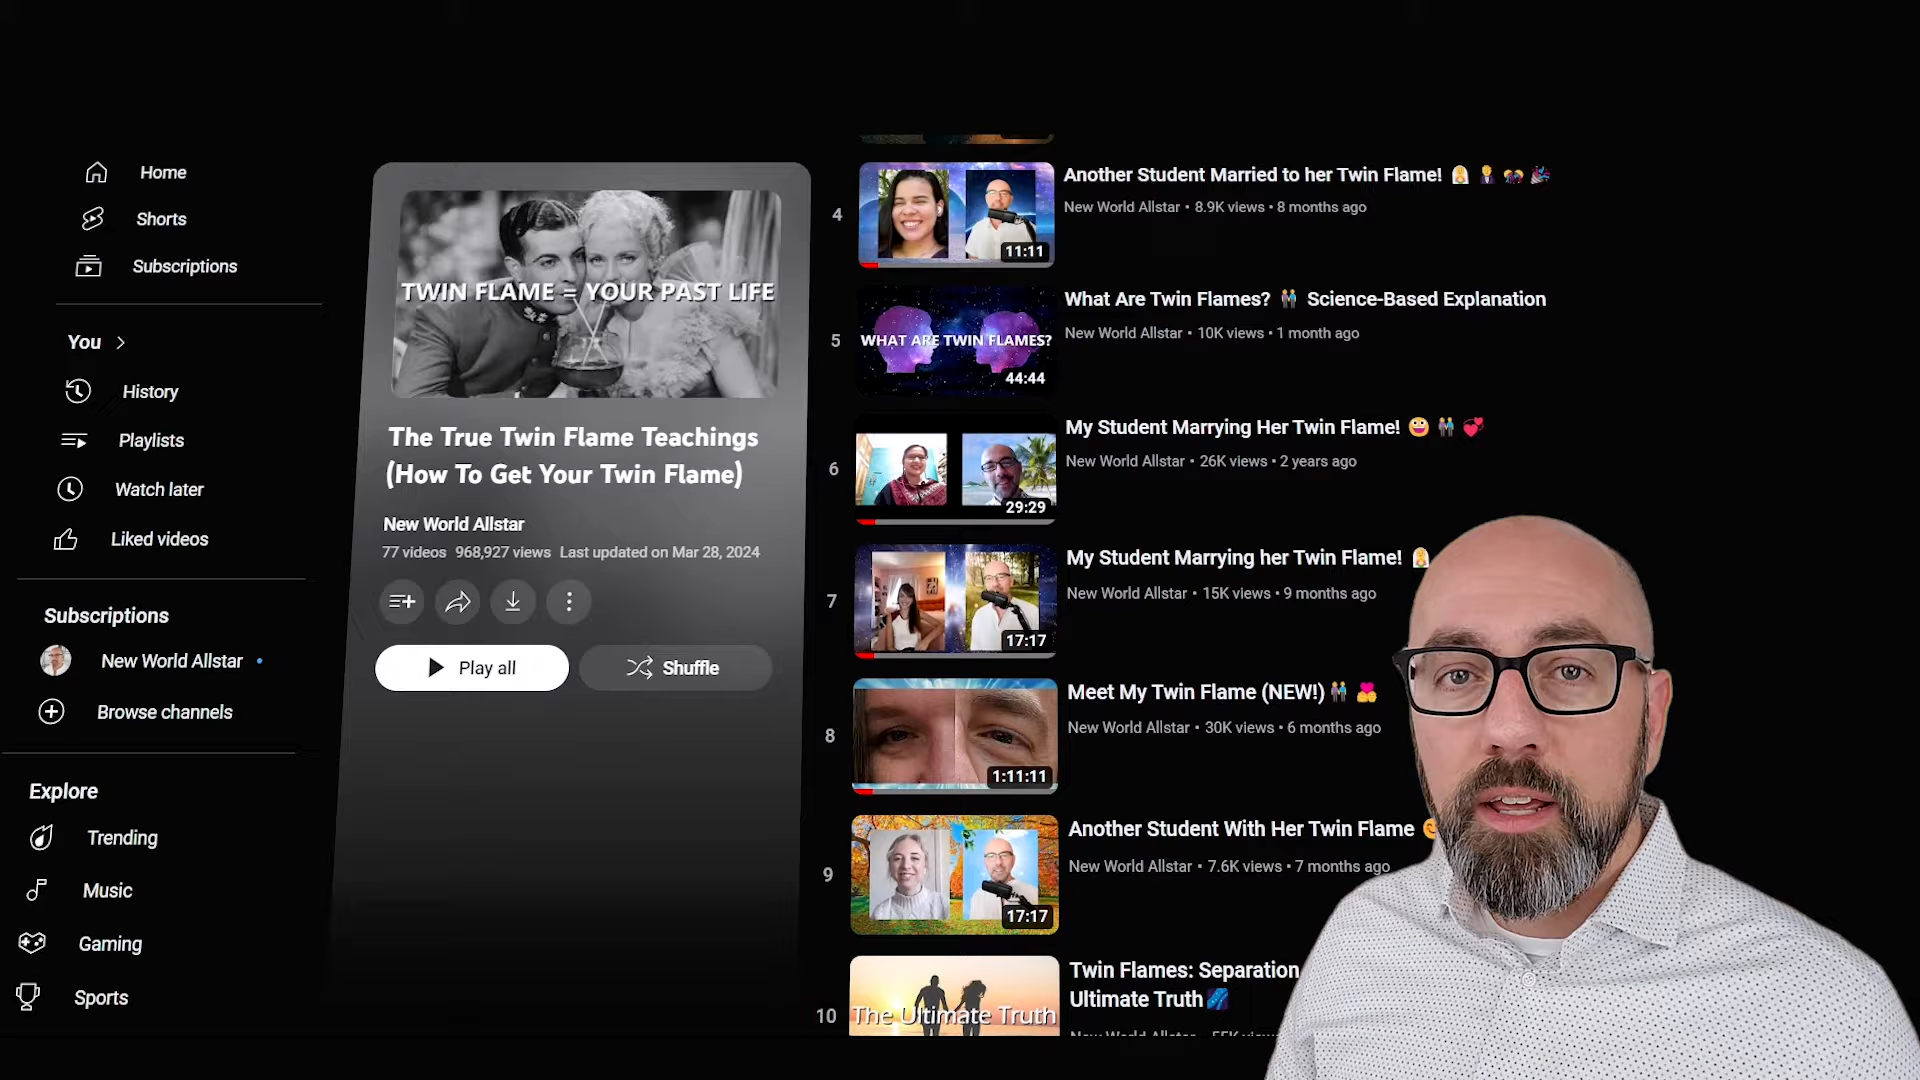 Home
Shorts
Subscriptions
You
History
Playlists
Watch later
Liked videos
Subscriptions
New World Allstar
Browse channels
Explore
Trending
Music
Gaming
Sports
TWIN FLAME = YOUR PAST LIFE
The True Twin Flame Teachings
(How To Get Your Twin Flame)
New World Allstar
77 videos 968,927 views Last updated on Mar 28, 2024
Play all
Shuffle
4
11:11
Another Student Married to her Twin Flame! 👰 🤵 🎊 🎉
New World Allstar • 8.9K views • 8 months ago
5
WHAT ARE TWIN FLAMES?
44:44
What Are Twin Flames? 👫 Science-Based Explanation
New World Allstar • 10K views • 1 month ago
6
29:29
My Student Marrying Her Twin Flame! 😀 👫 💞
New World Allstar • 26K views • 2 years ago
7
17:17
My Student Marrying her Twin Flame! 👰
New World Allstar • 15K views • 9 months ago
8
1:11:11
Meet My Twin Flame (NEW!) 👫 💏
New World Allstar • 30K views • 6 months ago
9
17:17
Another Student With Her Twin Flame
New World Allstar • 7.6K views • 7 months ago
10
The Ultimate Truth
Twin Flames: Separation
Ultimate Truth